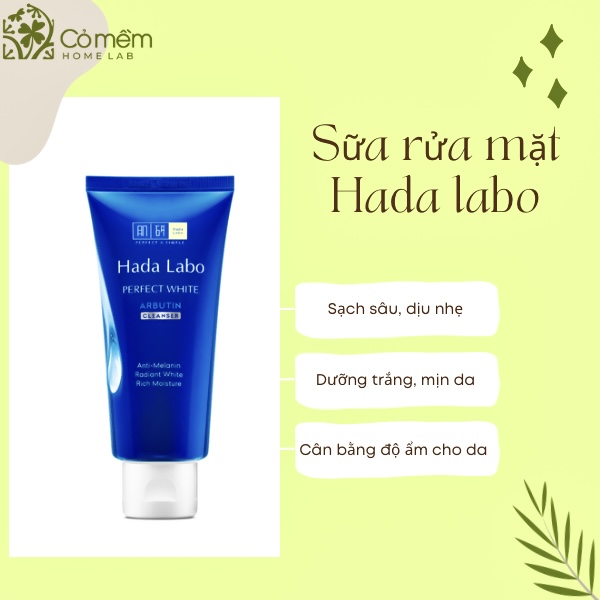 Cỏ mềm
HOME LAB
Sữa rửa mặt
Hada labo
Hada Labo
PERFECT WHITE
ARBUTIN
CLEANSER
Anti-Melanin
Radiant White
Rich Moisture
Sạch sâu, dịu nhẹ
Dưỡng trắng, mịn da
Cân bằng độ ẩm cho da